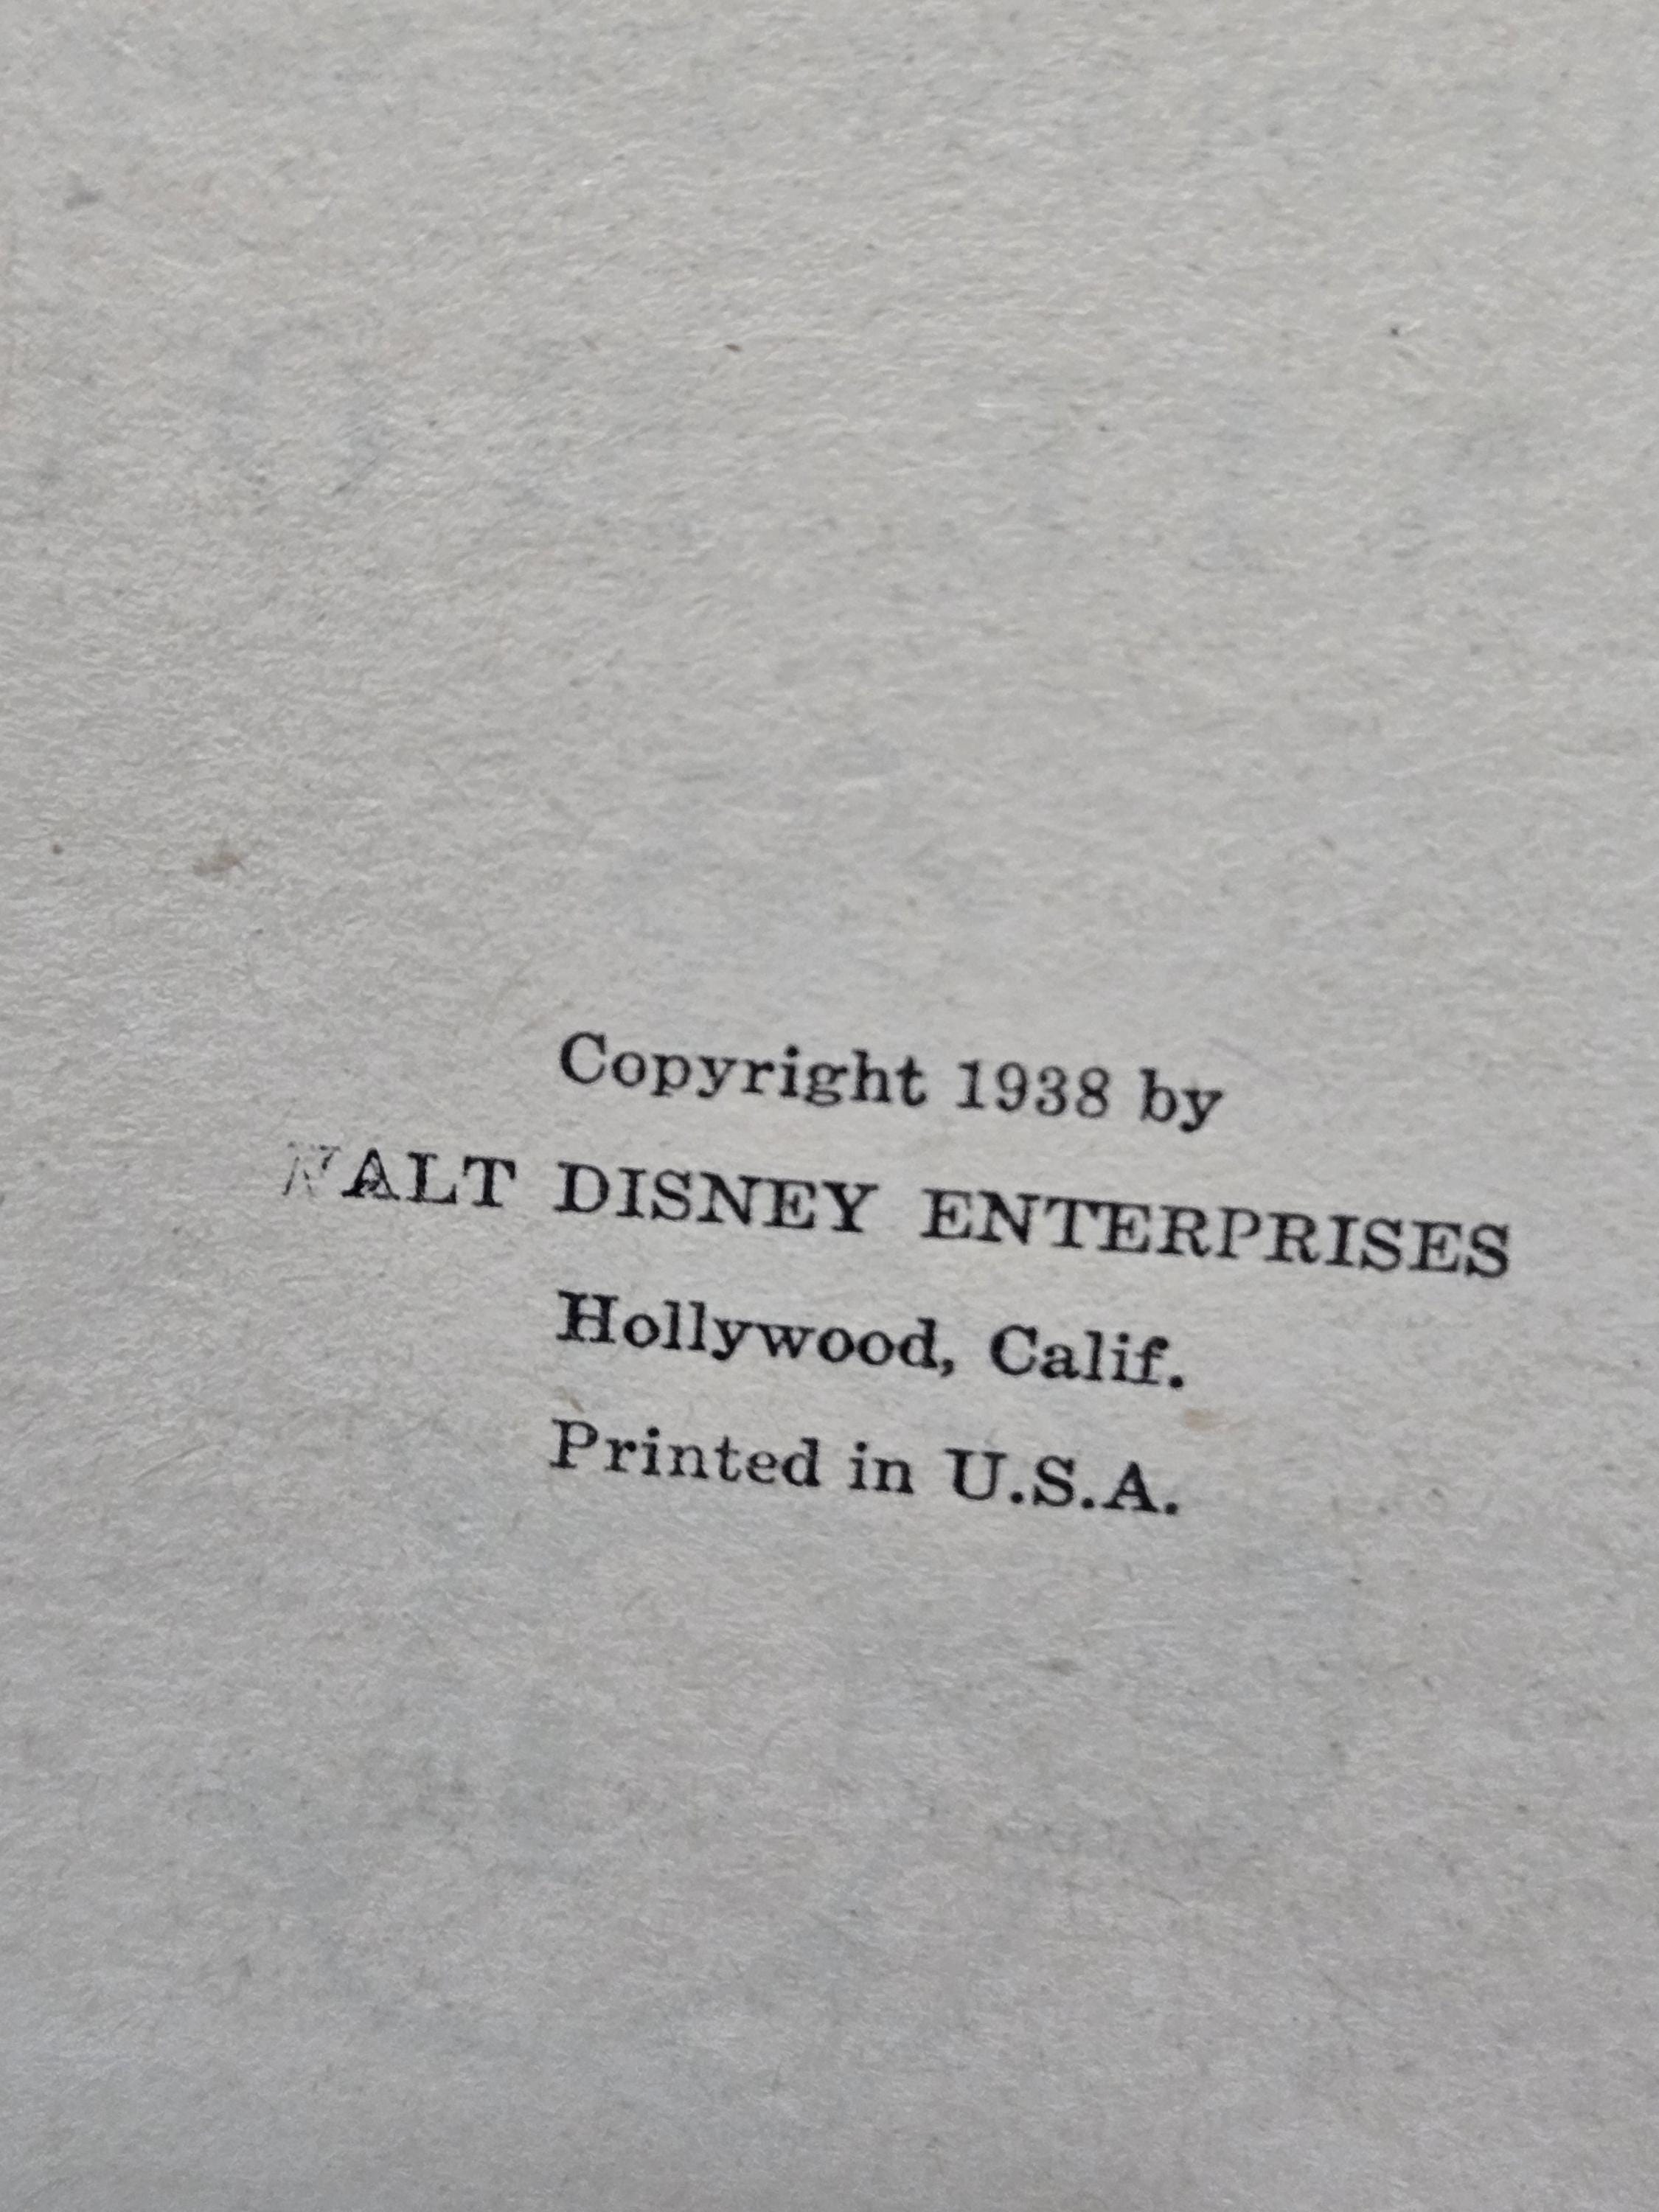 Copyright 1938 by
WALT DISNEY ENTERPRISES
Hollywood, Calif.
Printed in U.S.A.